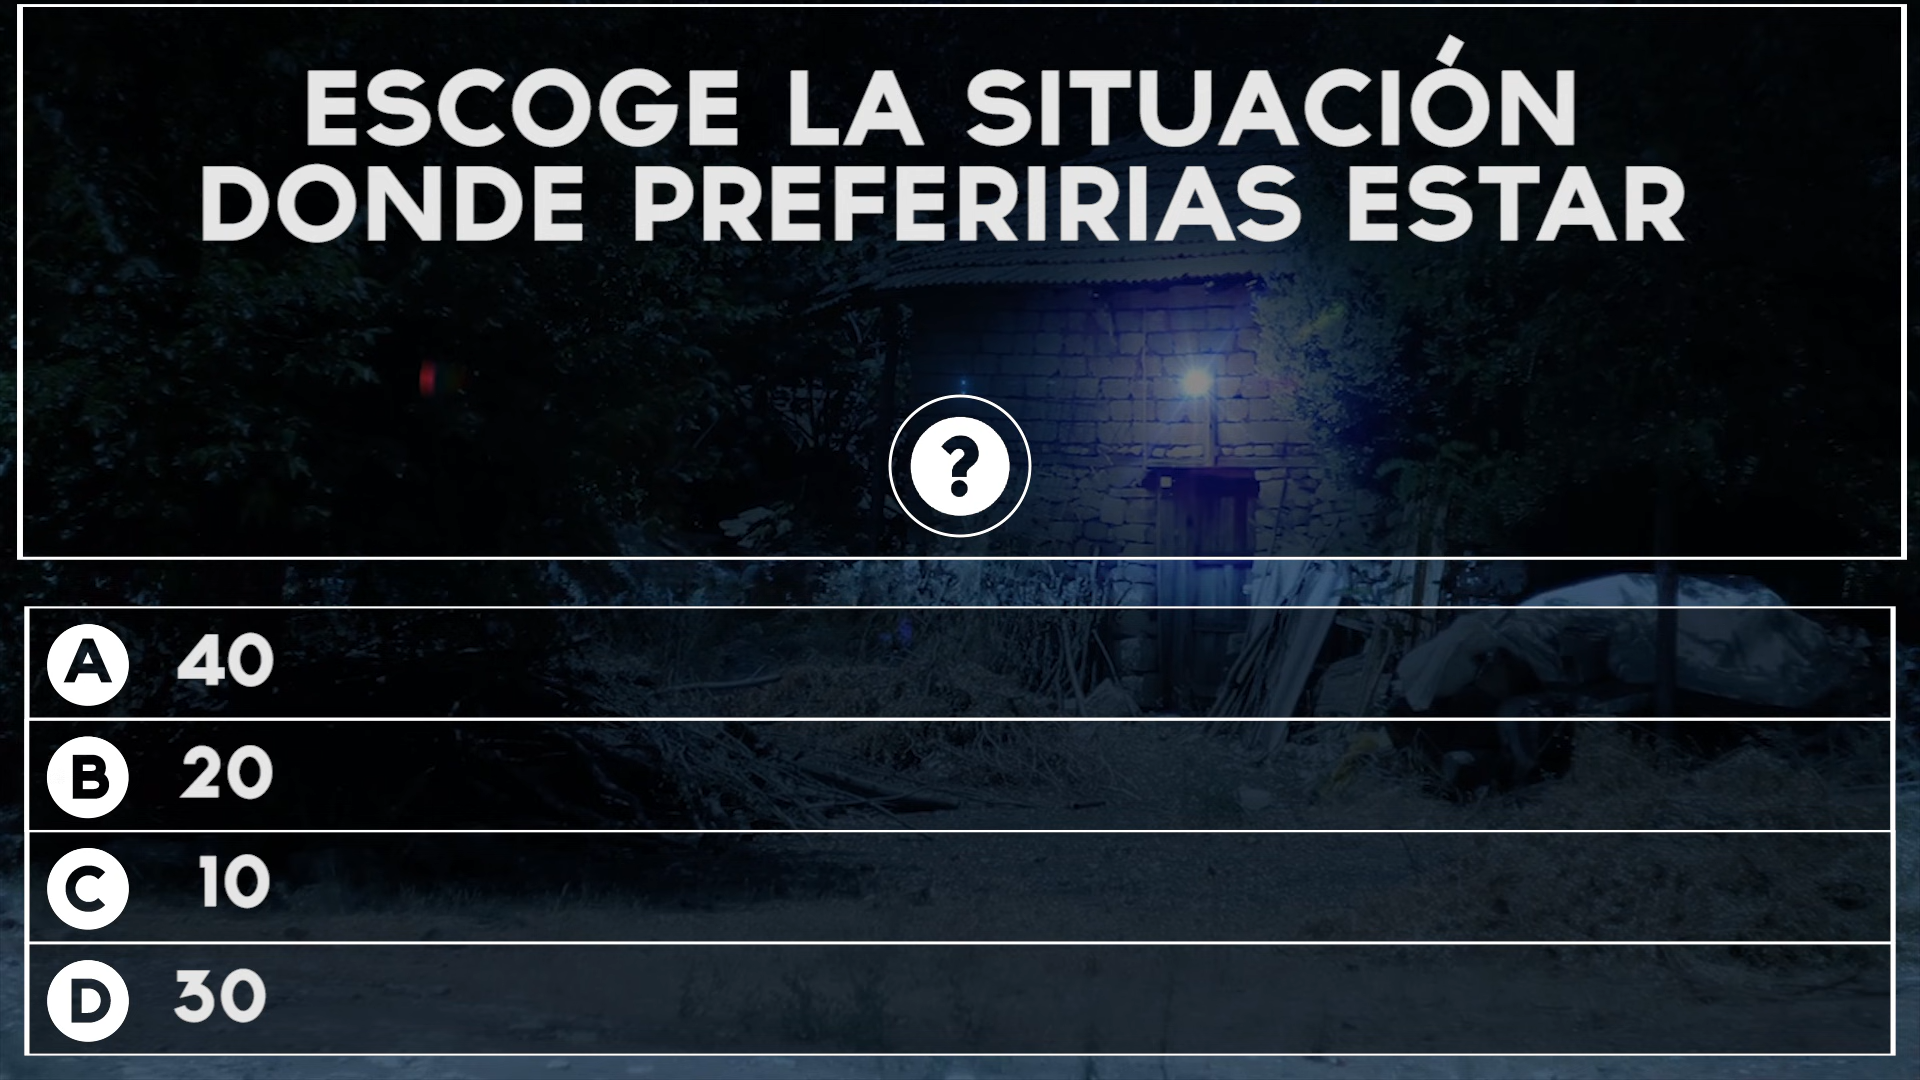 ESCOGE LA SITUACIÓN
DONDE PREFERIRIAS ESTAR
?
A 40
B 20
C 10
D 30